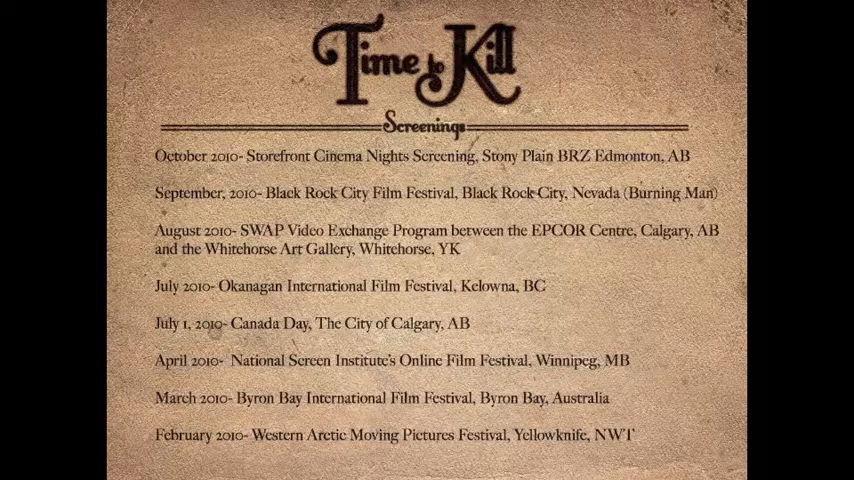 Time to Kill
Screenings
October 2010- Storefront Cinema Nights Screening, Stony Plain BRZ Edmonton, AB
September, 2010- Black Rock City Film Festival, Black Rock City, Nevada (Burning Man)
August 2010- SWAP Video Exchange Program between the EPCOR Centre, Calgary, AB
and the Whitehorse Art Gallery, Whitehorse, YK
July 2010- Okanagan International Film Festival, Kelowna, BC
July 1, 2010- Canada Day, The City of Calgary, AB
April 2010- National Screen Institute's Online Film Festival, Winnipeg, MB
March 2010- Byron Bay International Film Festival, Byron Bay, Australia
February 2010- Western Arctic Moving Pictures Festival, Yellowknife, NWT